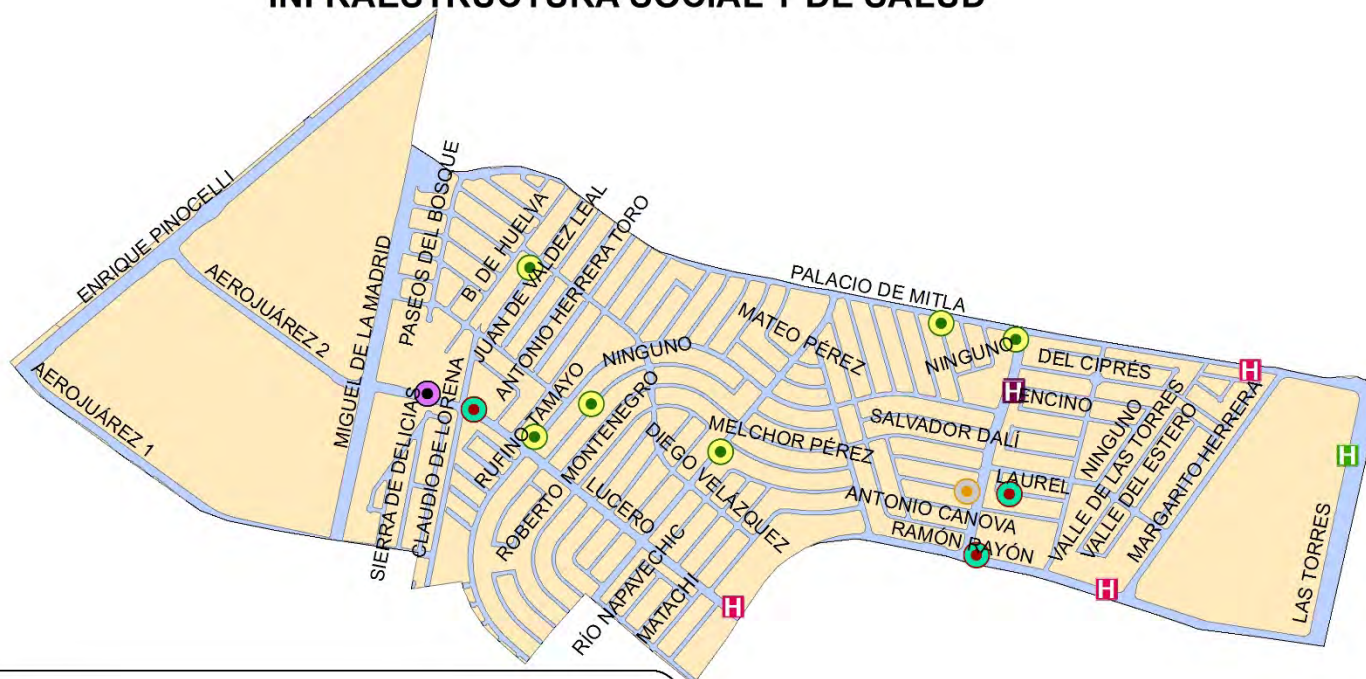 INFRAESTRUCTURA SOCIAL Y DE SALUD
ENRIQUE PINOCELLI
AEROJUÁREZ 2
AEROJUÁREZ 1
MIGUEL DE LA MADRID
PASEOS DEL BOSQUE
B. DE HUELVA
JUAN DE VALDEZ LEAL
ANTONIO HERRERA TORO
SIERRA DE DELICIAS
CLAUDIO DE LORENA
RUFINO TAMAYO
NINGUNO
ROBERTO MONTENEGRO
LUCERO
DIEGO VELÁZQUEZ
RÍO NAPAVECHIC
MATACHI
MATEO PÉREZ
MELCHOR PÉREZ
PALACIO DE MITLA
NINGUNO
DEL CIPRÉS
H
H
ENCINO
SALVADOR DALÍ
LAUREL
ANTONIO CANOVA
RAMÓN RAYÓN
NINGUNO
VALLE DE LAS TORRES
VALLE DEL ESTERO
MARGARITO HERRERA
LAS TORRES
H
H
H